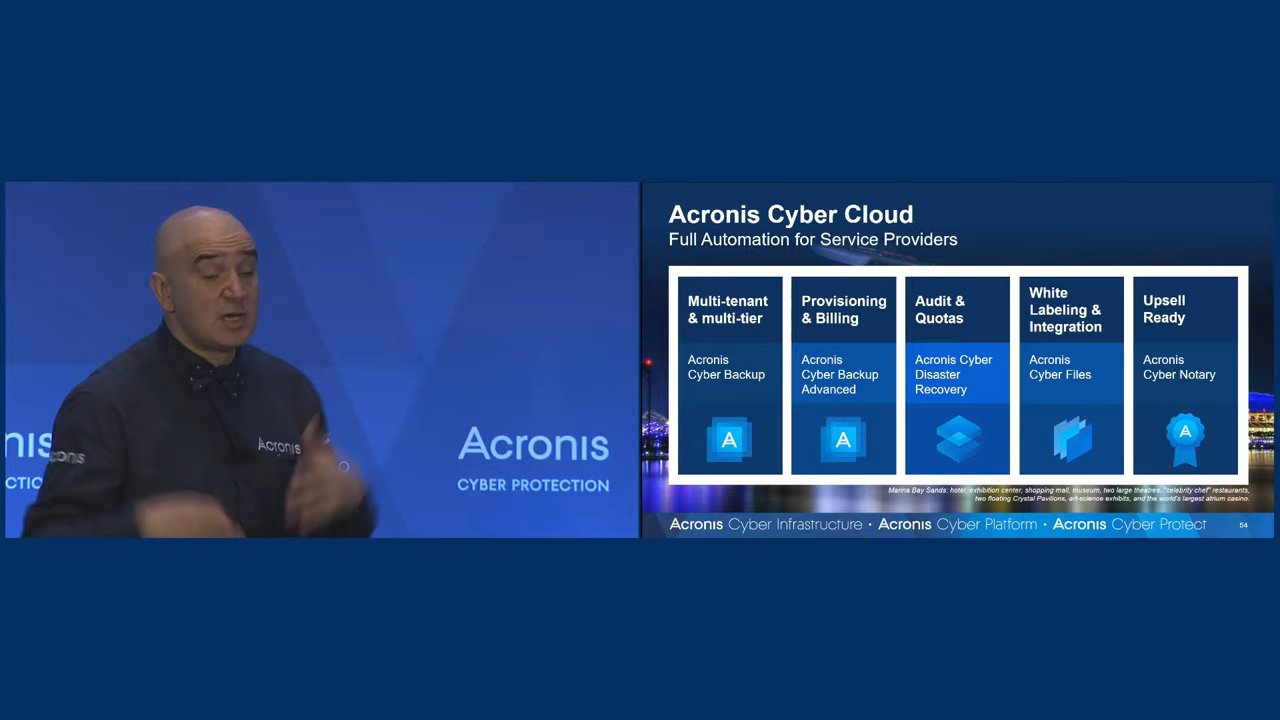 nıs
CTIO
onis
Acronis
Acronis
CYBER PROTECTION
Acronis Cyber Cloud
Full Automation for Service Providers
Multi-tenant
& multi-tier
Acronis
Cyber Backup
Provisioning
& Billing
Acronis
Cyber Backup
Advanced
Audit &
Quotas
Acronis Cyber
Disaster
Recovery
White
Labeling &
Integration
Acronis
Cyber Files
Upsell
Ready
Acronis
Cyber Notary
Marina Bay Sands: hotel, exhibition center, shopping mall, museum, two large theatres, "celebrity chef" restaurants,
two floating Crystal Pavilions, art-science exhibits, and the world's largest atrium casino.
Acronis Cyber Infrastructure · Acronis Cyber Platform · Acronis Cyber Protect
54